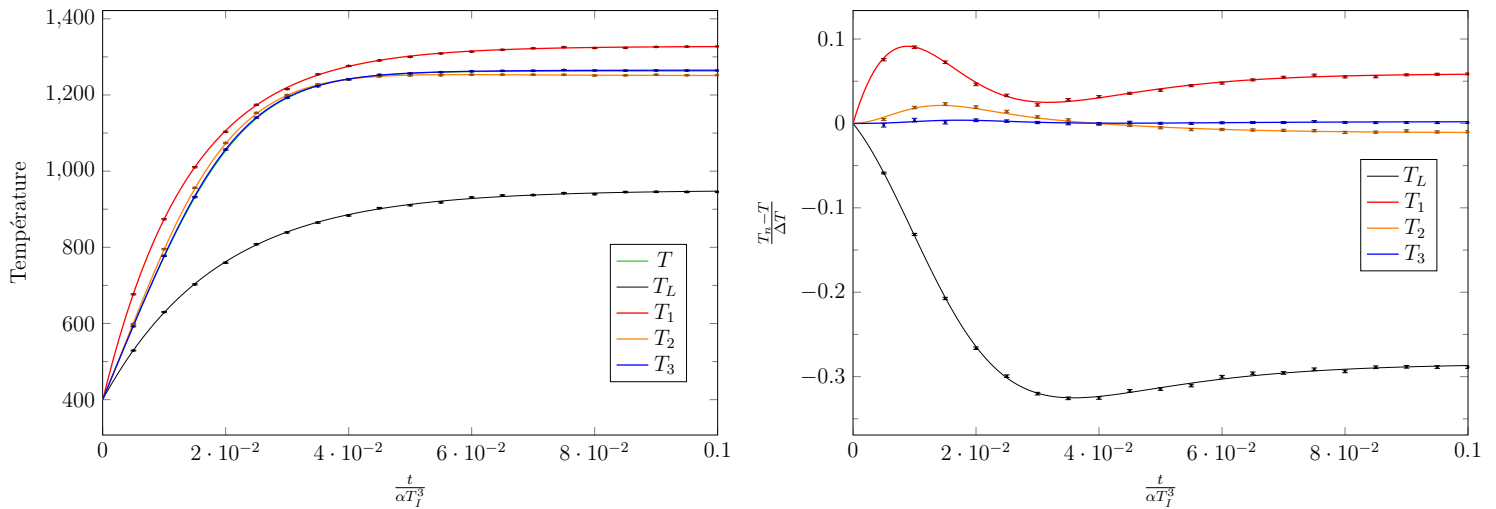 1,400
1,200
1,000
800
600
400
Température
T
T_L
T_1
T_2
T_3
0
2 · 10^{-2}
4 · 10^{-2}
6 · 10^{-2}
8 · 10^{-2}
0.1
\frac{t}{αT_I^3}
0.1
0
−0.1
−0.2
−0.3
\frac{T_n−T}{ΔT}
T_L
T_1
T_2
T_3
0
2 · 10^{-2}
4 · 10^{-2}
6 · 10^{-2}
8 · 10^{-2}
0.1
\frac{t}{αT_I^3}